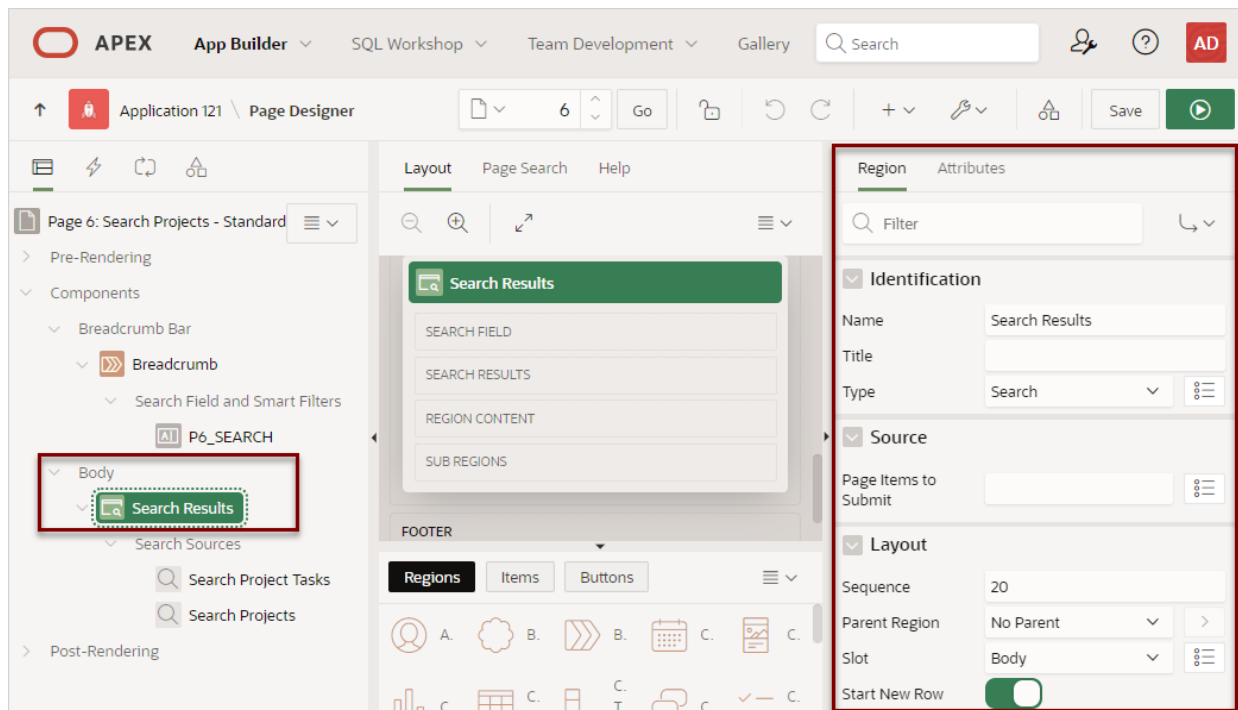 APEX
App Builder
SQL Workshop
Team Development
Gallery
Search
AD
Application 121 \ Page Designer
6
Go
Save
Page 6: Search Projects - Standard
Pre-Rendering
Components
Breadcrumb Bar
Breadcrumb
Search Field and Smart Filters
P6_SEARCH
Body
Search Results
Search Sources
Search Project Tasks
Search Projects
Post-Rendering
Layout
Page Search
Help
Search Results
SEARCH FIELD
SEARCH RESULTS
REGION CONTENT
SUB REGIONS
FOOTER
Regions
Items
Buttons
A.
B.
B.
C.
C.
C.
C.
C.
T
C.
C.
Region
Attributes
Filter
Identification
Name
Search Results
Title
Type
Search
Source
Page Items to
Submit
Layout
Sequence
20
Parent Region
No Parent
Slot
Body
Start New Row